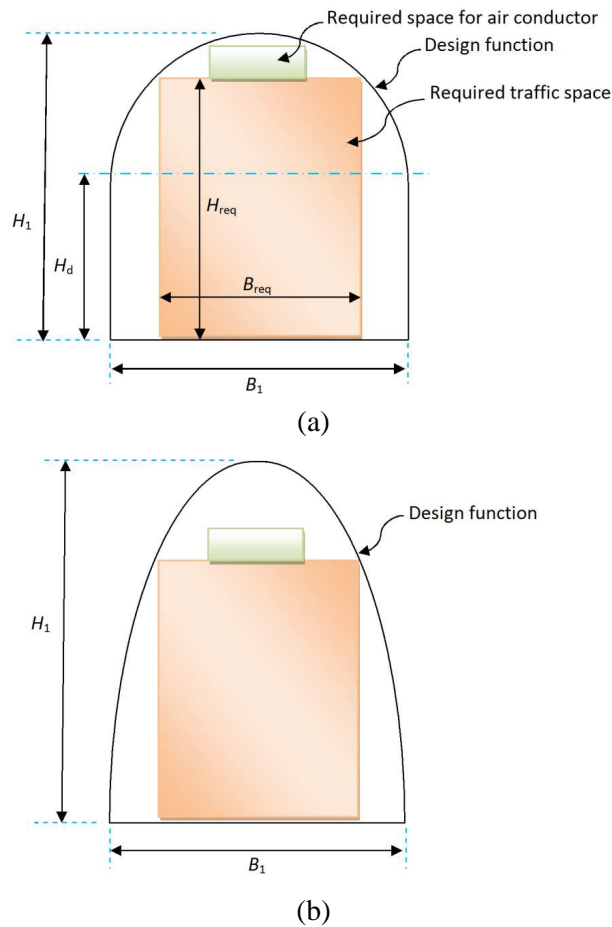 Required space for air conductor
Design function
Required traffic space
H1
Hreq
Hd
Breq
B1
(a)
Design function
H1
B1
(b)